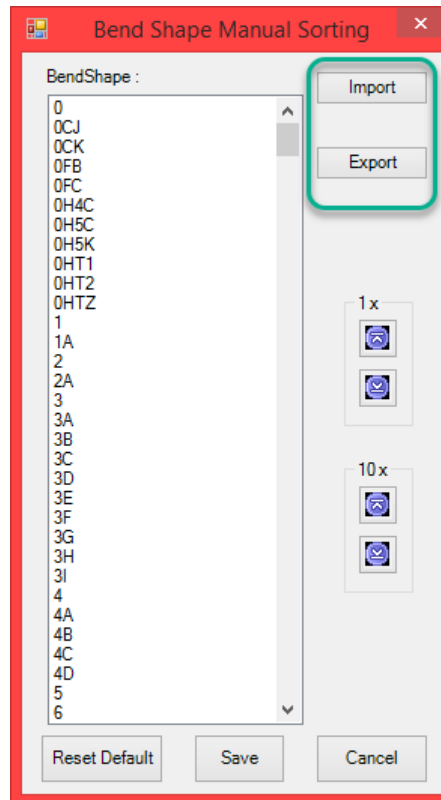 Bend Shape Manual Sorting
BendShape :
0
0CJ
0CK
0FB
0FC
0H4C
0H5C
0H5K
0HT1
0HT2
0HTZ
1
1A
2
2A
3
3A
3B
3C
3D
3E
3F
3G
3H
3I
4
4A
4B
4C
4D
5
6
Import
Export
1 x
10 x
Reset Default
Save
Cancel